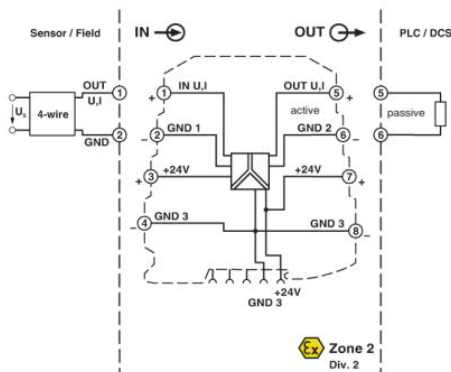 Sensor / Field
IN
OUT
PLC / DCS
OUT
U,I
1
+
1
IN U,I
OUT U,I
5
+
5
Us
4-wire
active
passive
GND
2
-
2
GND 1
GND 2
6
-
6
+
3
+24V
+24V
7
+
-
4
GND 3
GND 3
8
-
+24V
GND 3
Ex
Zone 2
Div. 2